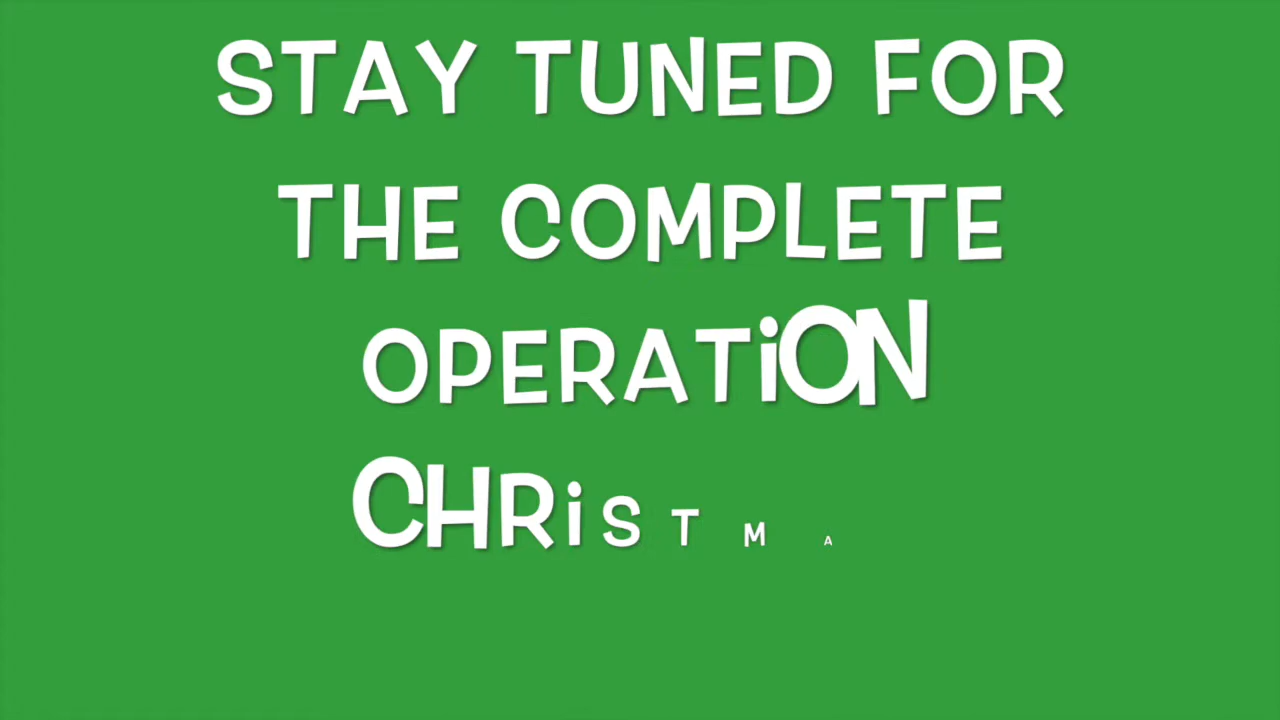 STAY TUNED FOR
THE COMPLETE
OPERATiON
CHRiSTMA